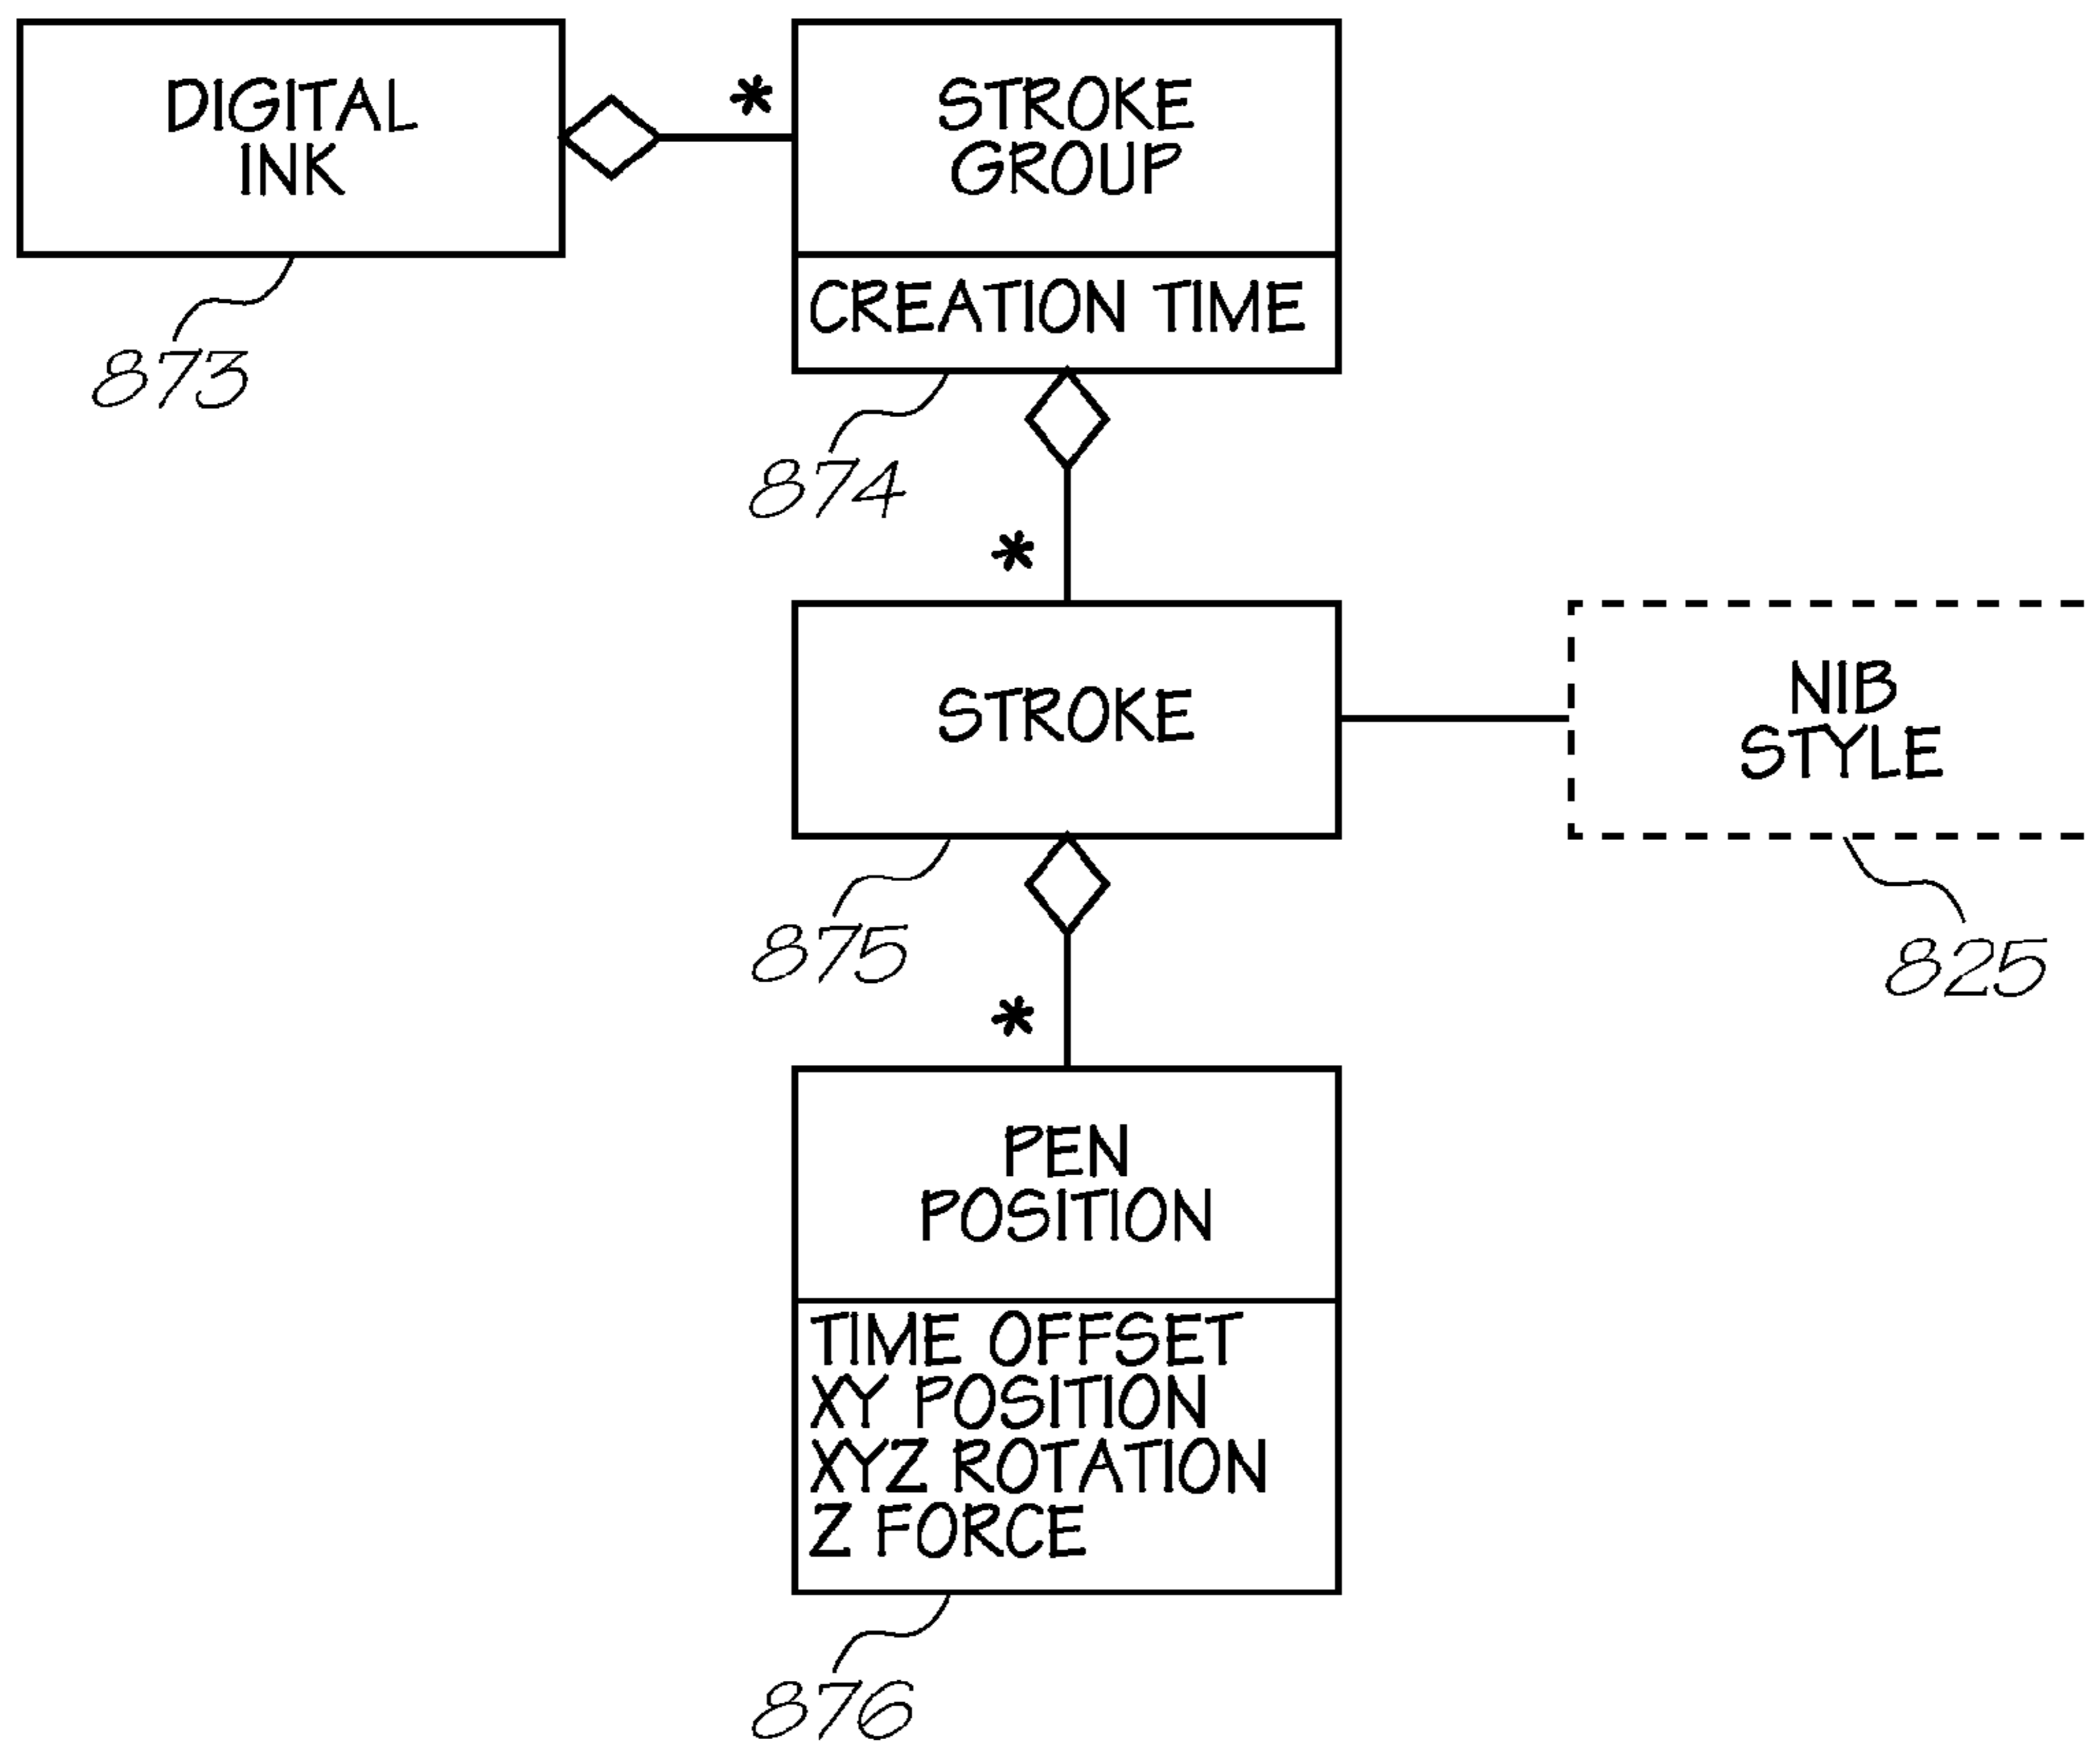 DIGITAL
INK
873
*
STROKE
GROUP
CREATION TIME
874
*
STROKE
875
NIB
STYLE
825
*
PEN
POSITION
TIME OFFSET
XY POSITION
XYZ ROTATION
Z FORCE
876